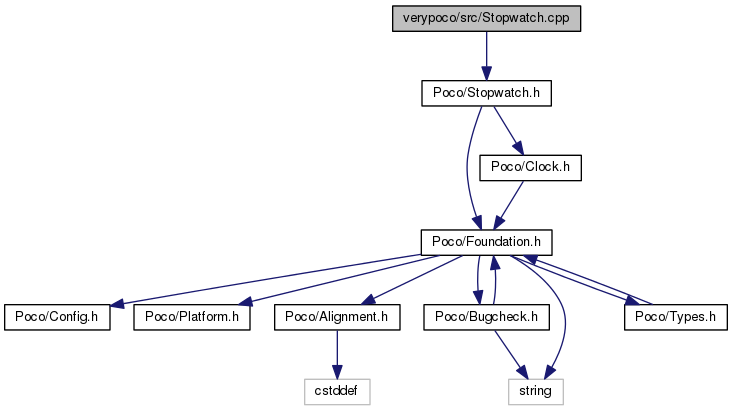 verypoco/src/Stopwatch.cpp
Poco/Stopwatch.h
Poco/Clock.h
Poco/Foundation.h
Poco/Config.h
Poco/Platform.h
Poco/Alignment.h
Poco/Bugcheck.h
Poco/Types.h
cstddef
string